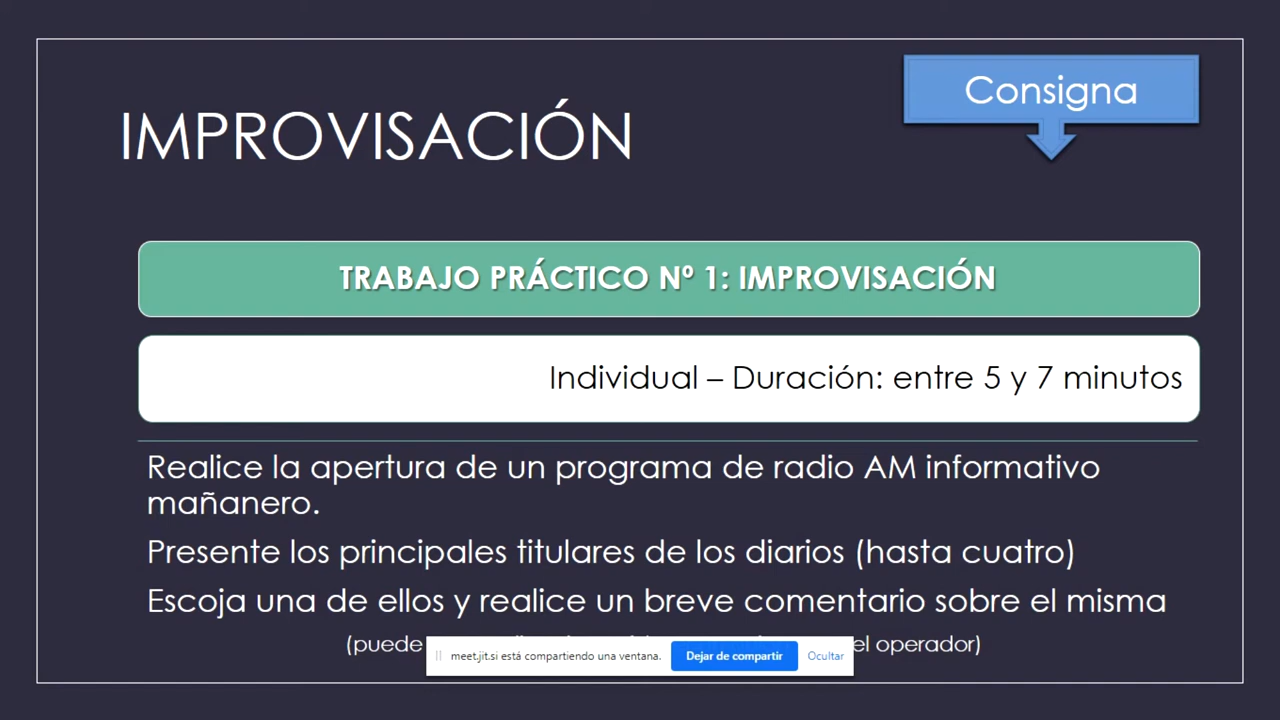 Consigna
IMPROVISACIÓN
TRABAJO PRÁCTICO Nº 1: IMPROVISACIÓN
Individual – Duración: entre 5 y 7 minutos
Realice la apertura de un programa de radio AM informativo
mañanero.
Presente los principales titulares de los diarios (hasta cuatro)
Escoja una de ellos y realice un breve comentario sobre el misma
(puede el operador)
meet.jit.si está compartiendo una ventana. Dejar de compartir Ocultar